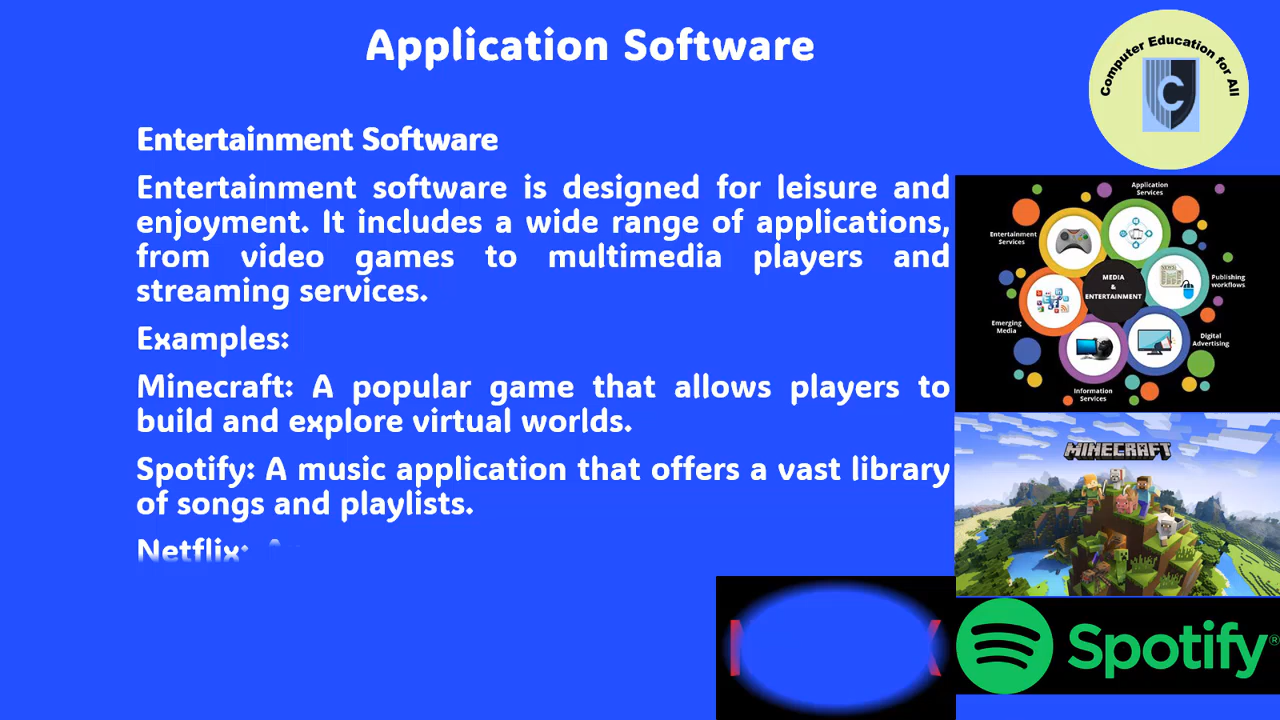 Application Software
Computer Education for All
C
Entertainment Software
Entertainment software is designed for leisure and
enjoyment. It includes a wide range of applications,
from video games to multimedia players and
streaming services.
Examples:
Minecraft: A popular game that allows players to
build and explore virtual worlds.
Spotify: A music application that offers a vast library
of songs and playlists.
Netflix:
Application
Services
Entertainment
Services
MEDIA
&
ENTERTAINMENT
Publishing
workflows
Emerging
Media
Digital
Advertising
Information
Services
MINECRAFT
Spotify®